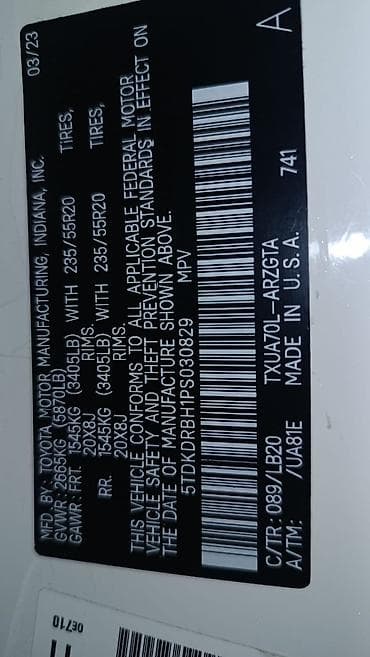 MFD. BY: TOYOTA MOTOR MANUFACTURING, INDIANA, INC. 03/23
GVWR: 2665KG (5870LB)
GAWR: FRT. 1545KG (3405LB) WITH 235/55R20 TIRES,
20X8J RIMS.
RR. 1545KG (3405LB) WITH 235/55R20 TIRES,
20X8J RIMS.
THIS VEHICLE CONFORMS TO ALL APPLICABLE FEDERAL MOTOR
VEHICLE SAFETY AND THEFT PREVENTION STANDARDS IN EFFECT ON
THE DATE OF MANUFACTURE SHOWN ABOVE.
5TDKDRBH1PS030829 MPV
C/TR: 089/LB20 TXUA70L-ARZGTA A
A/TM: /UA81E MADE IN U.S.A. 741
0E710